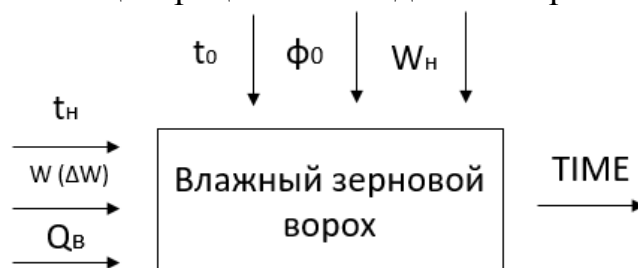 t₀ ϕ₀ Wн
tн
W (ΔW)
Qв
Влажный зерновой
ворох
TIME